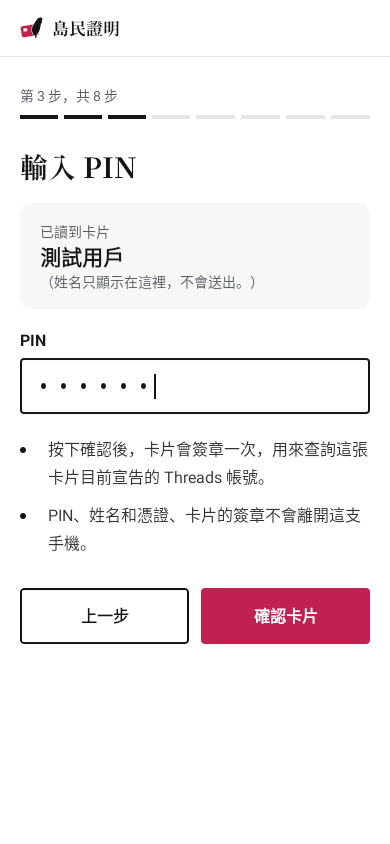 島民證明
第 3 步，共 8 步
輸入 PIN
已讀到卡片
測試用戶
（姓名只顯示在這裡，不會送出。）
PIN
••••••
按下確認後，卡片會簽章一次，用來查詢這張
卡片目前宣告的 Threads 帳號。
PIN、姓名和憑證、卡片的簽章不會離開這支
手機。
上一步
確認卡片